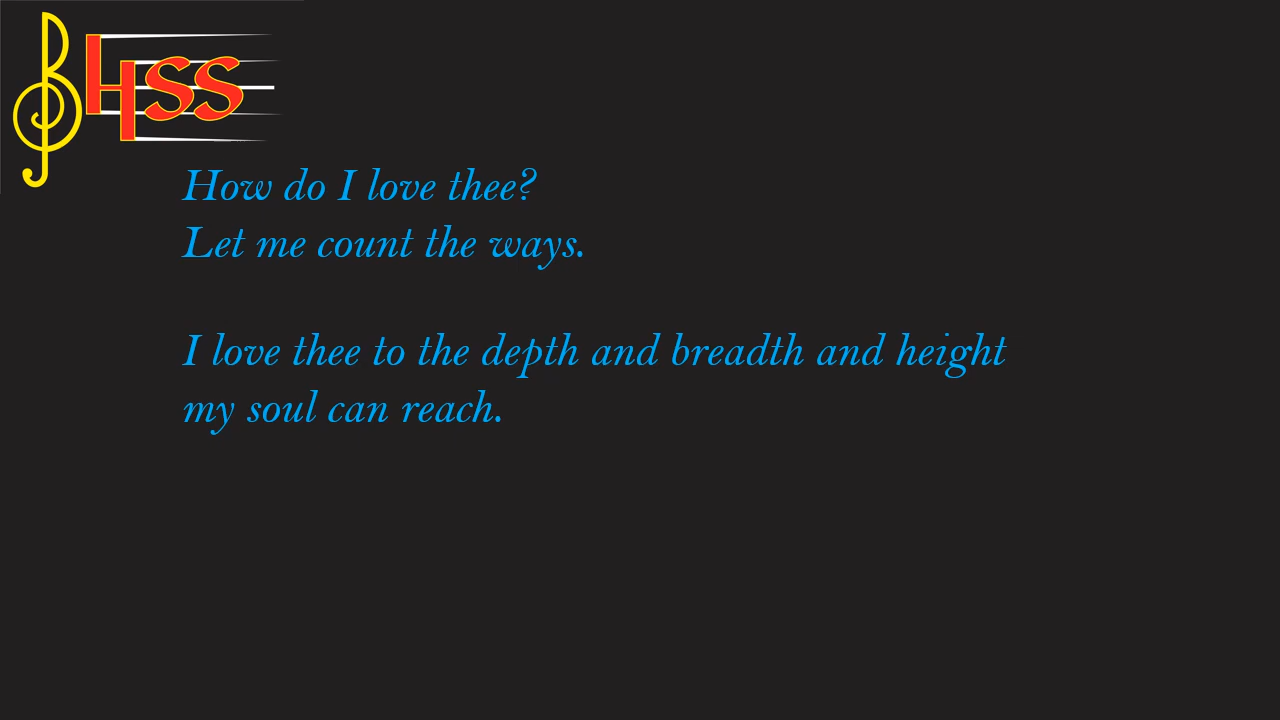 HSS
How do I love thee?
Let me count the ways.
I love thee to the depth and breadth and height
my soul can reach.